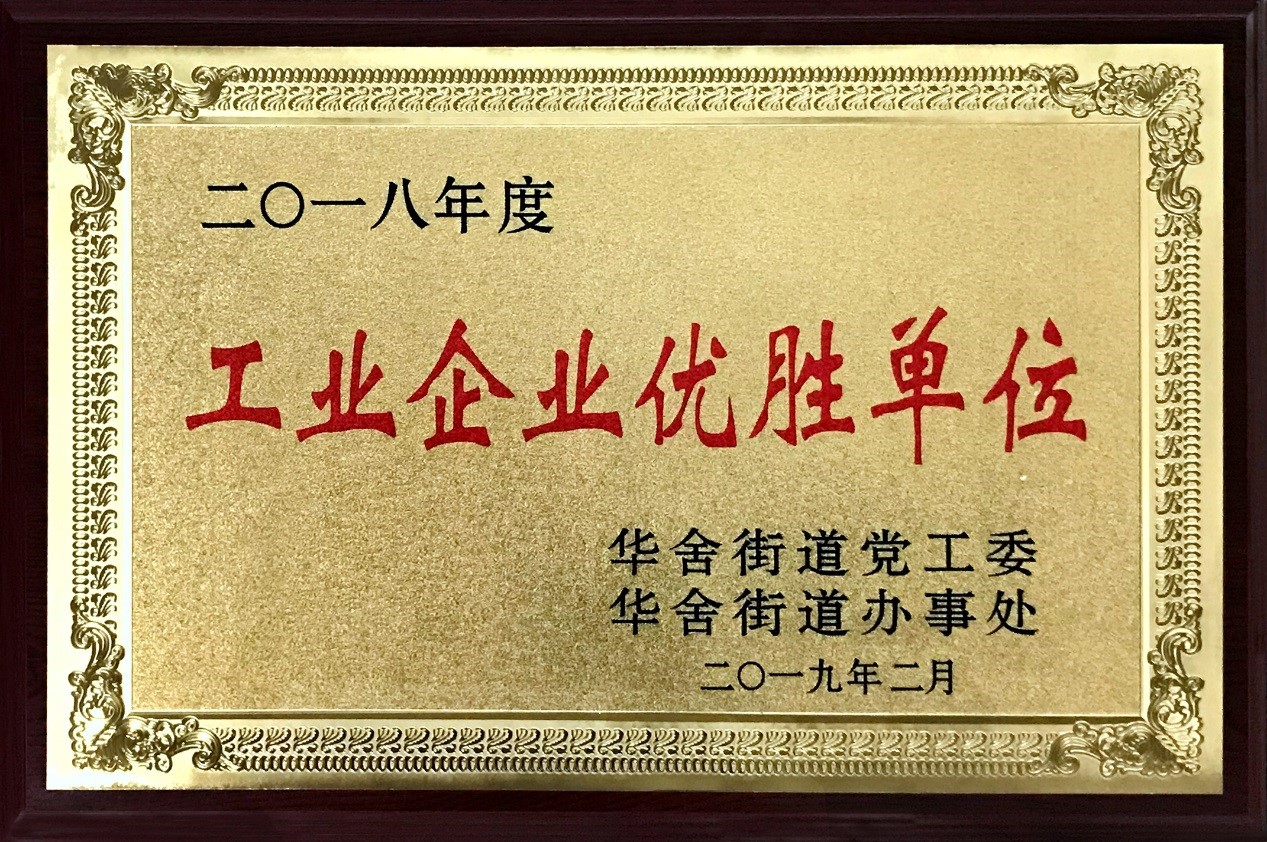 二〇一八年度
工业企业优胜单位
华舍街道党工委
华舍街道办事处
二〇一九年二月